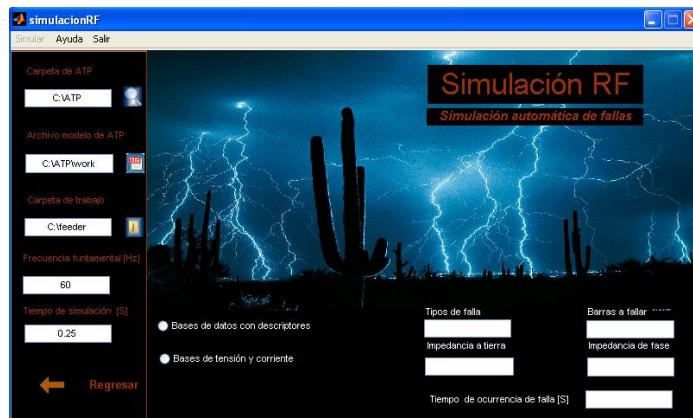 simulacionRF
Simular Ayuda Salir
Carpeta de ATP
C:\ATP
Archivo modelo de ATP
C:\ATP\work
Carpeta de trabajo
C:\feeder
Frecuencia funtamental [Hz]
60
Tiempo de simulación [S]
0.25
Regresar
Simulación RF
Simulación automática de fallas
Bases de datos con descriptores
Bases de tensión y corriente
Tipos de falla
Barras a fallar
Impedancia a tierra
Impedancia de fase
Tiempo de ocurrencia de falla [S]